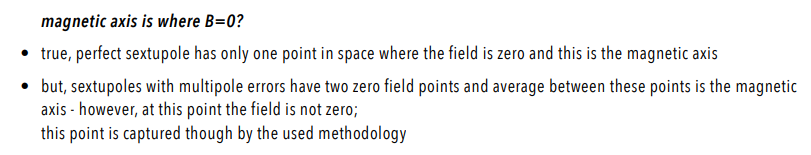 magnetic axis is where B=0?
• true, perfect sextupole has only one point in space where the field is zero and this is the magnetic axis
• but, sextupoles with multipole errors have two zero field points and average between these points is the magnetic
axis - however, at this point the field is not zero;
this point is captured though by the used methodology